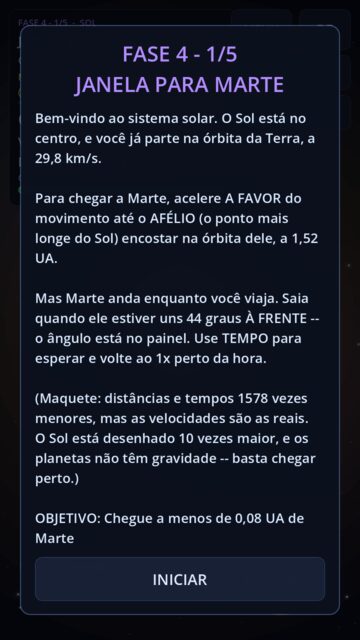 FASE 4 - 1/5 · SOL
FASE 4 - 1/5
JANELA PARA MARTE
Bem-vindo ao sistema solar. O Sol está no
centro, e você já parte na órbita da Terra, a
29,8 km/s.
Para chegar a Marte, acelere A FAVOR do
movimento até o AFÉLIO (o ponto mais
longe do Sol) encostar na órbita dele, a 1,52
UA.
Mas Marte anda enquanto você viaja. Saia
quando ele estiver uns 44 graus À FRENTE --
o ângulo está no painel. Use TEMPO para
esperar e volte ao 1x perto da hora.
(Maquete: distâncias e tempos 1578 vezes
menores, mas as velocidades são as reais.
O Sol está desenhado 10 vezes maior, e os
planetas não têm gravidade -- basta chegar
perto.)
OBJETIVO: Chegue a menos de 0,08 UA de
Marte
INICIAR